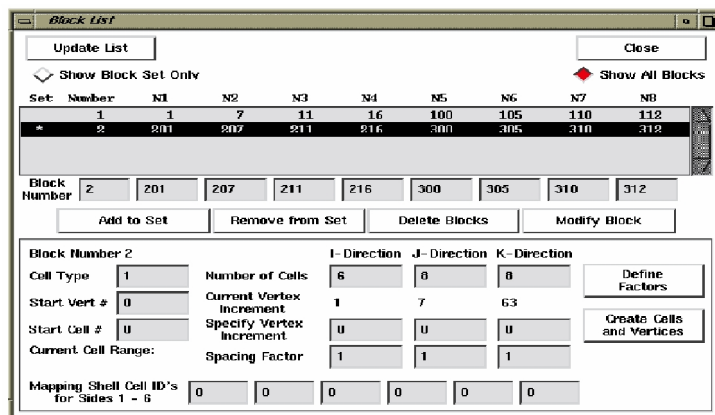 Block List
Update List Close
Show Block Set Only Show All Blocks
Set Number N1 N2 N3 N4 N5 N6 N7 N8
1 1 7 11 16 100 105 110 112
* 2 201 207 211 216 300 305 310 312
Block Number 2 201 207 211 216 300 305 310 312
Add to Set Remove from Set Delete Blocks Modify Block
Block Number 2 I-Direction J-Direction K-Direction
Cell Type 1 Number of Cells 6 8 8 Define Factors
Start Vert # 0 Current Vertex Increment 1 7 63
Start Cell # 0 Specify Vertex Increment 0 0 0 Create Cells and Vertices
Current Cell Range: Spacing Factor 1 1 1
Mapping Shell Cell ID's for Sides 1 - 6 0 0 0 0 0 0